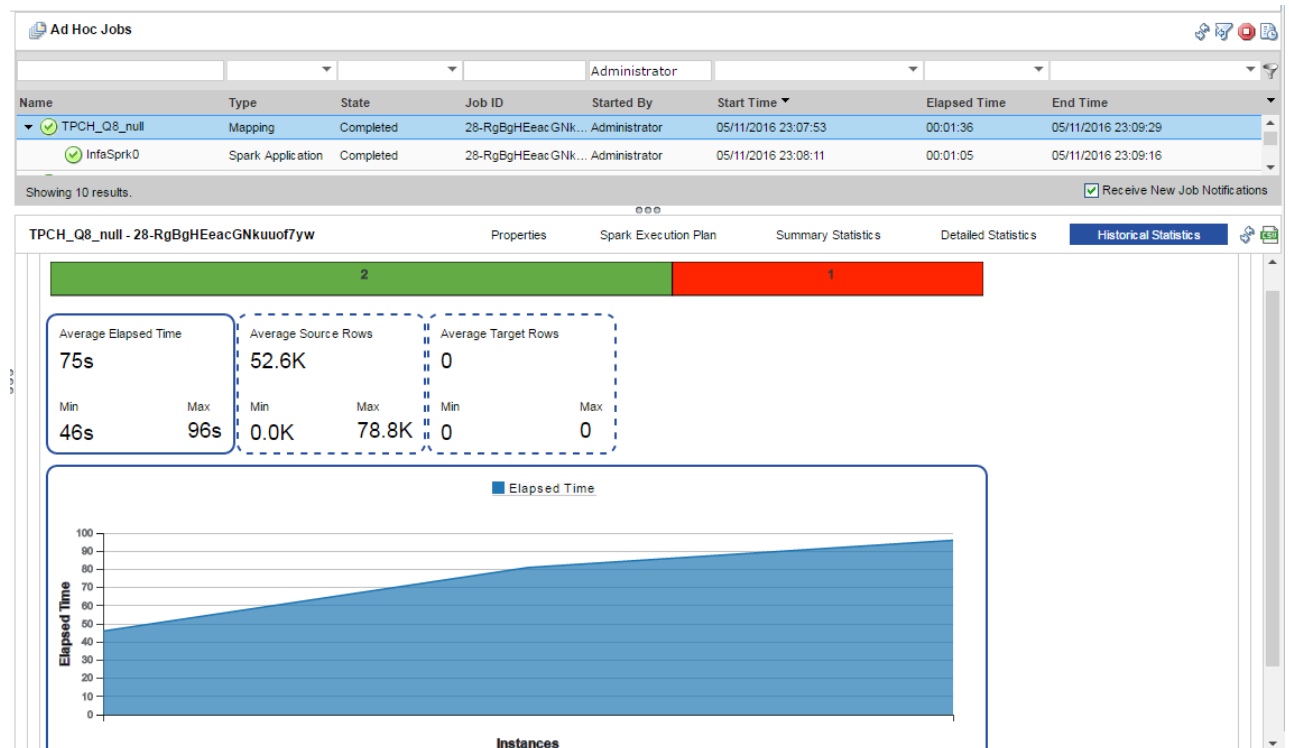 Ad Hoc Jobs
Administrator
Name Type State Job ID Started By Start Time Elapsed Time End Time
TPCH_Q8_null Mapping Completed 28-RgBgHEeacGNk... Administrator 05/11/2016 23:07:53 00:01:36 05/11/2016 23:09:29
InfaSprk0 Spark Application Completed 28-RgBgHEeacGNk... Administrator 05/11/2016 23:08:11 00:01:05 05/11/2016 23:09:16
Showing 10 results. Receive New Job Notifications
TPCH_Q8_null - 28-RgBgHEeacGNkuuof7yw Properties Spark Execution Plan Summary Statistics Detailed Statistics Historical Statistics CSV
2 1
Average Elapsed Time Average Source Rows Average Target Rows
75s 52.6K 0
Min Max Min Max Min Max
46s 96s 0.0K 78.8K 0 0
Elapsed Time
100
90
80
70
60
50
40
30
20
10
0
Elapsed Time
Instances